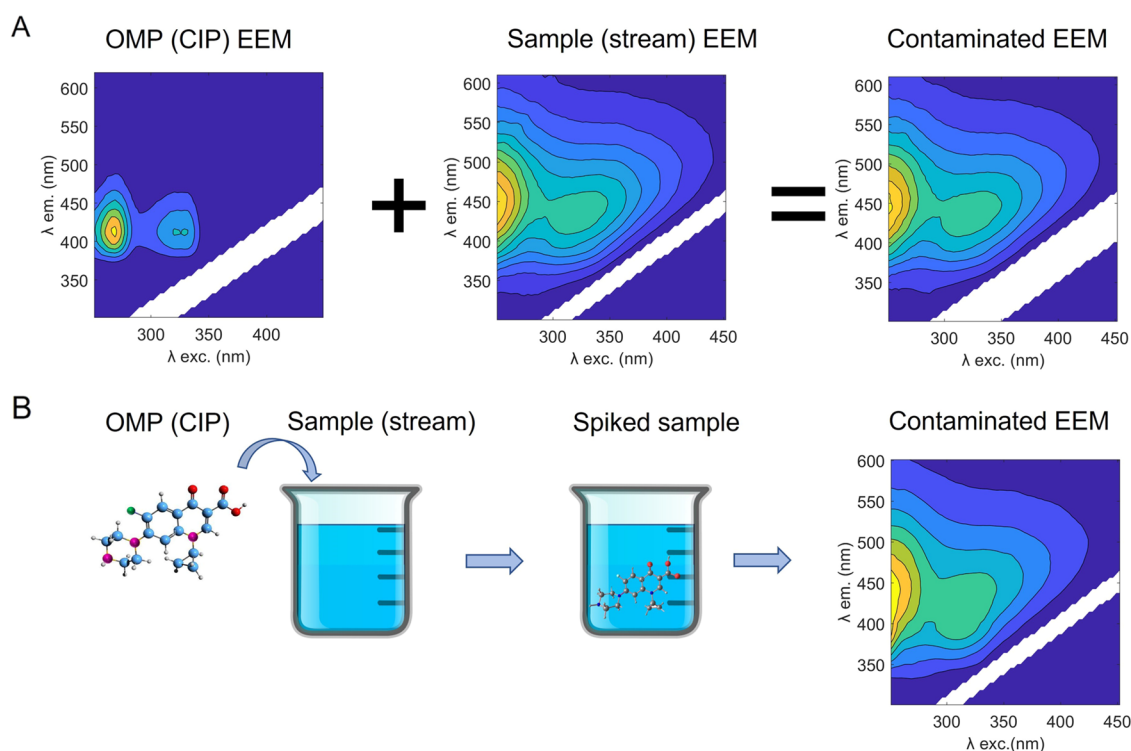 A
OMP (CIP) EEM
Sample (stream) EEM
Contaminated EEM
600
550
500
450
400
350
λ em. (nm)
300
400
λ exc. (nm)
+
600
550
500
450
400
350
λ em. (nm)
300
350
400
450
λ exc. (nm)
=
600
550
500
450
400
350
λ em. (nm)
300
350
400
450
λ exc. (nm)
B
OMP (CIP)
Sample (stream)
Spiked sample
Contaminated EEM
600
550
500
450
400
350
λ em. (nm)
300
350
400
450
λ exc.(nm)